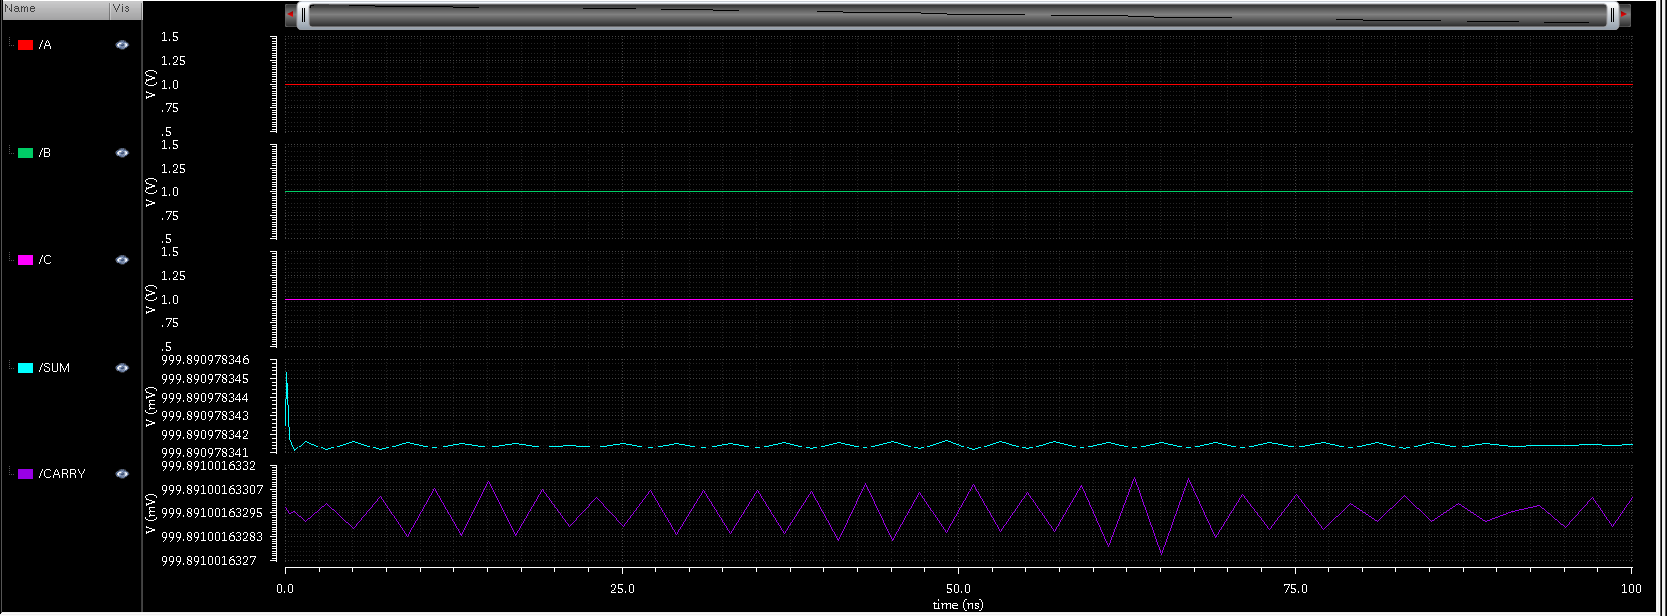 Name Vis
/A
1.5
1.25
1.0
.75
.5
V (V)
/B
1.5
1.25
1.0
.75
.5
V (V)
/C
1.5
1.25
1.0
.75
.5
V (V)
/SUM
999.890978346
999.890978345
999.890978344
999.890978343
999.890978342
999.890978341
V (mV)
/CARRY
999.8910016332
999.89100163307
999.89100163295
999.89100163283
999.8910016327
V (mV)
0.0 25.0 50.0 75.0 100
time (ns)